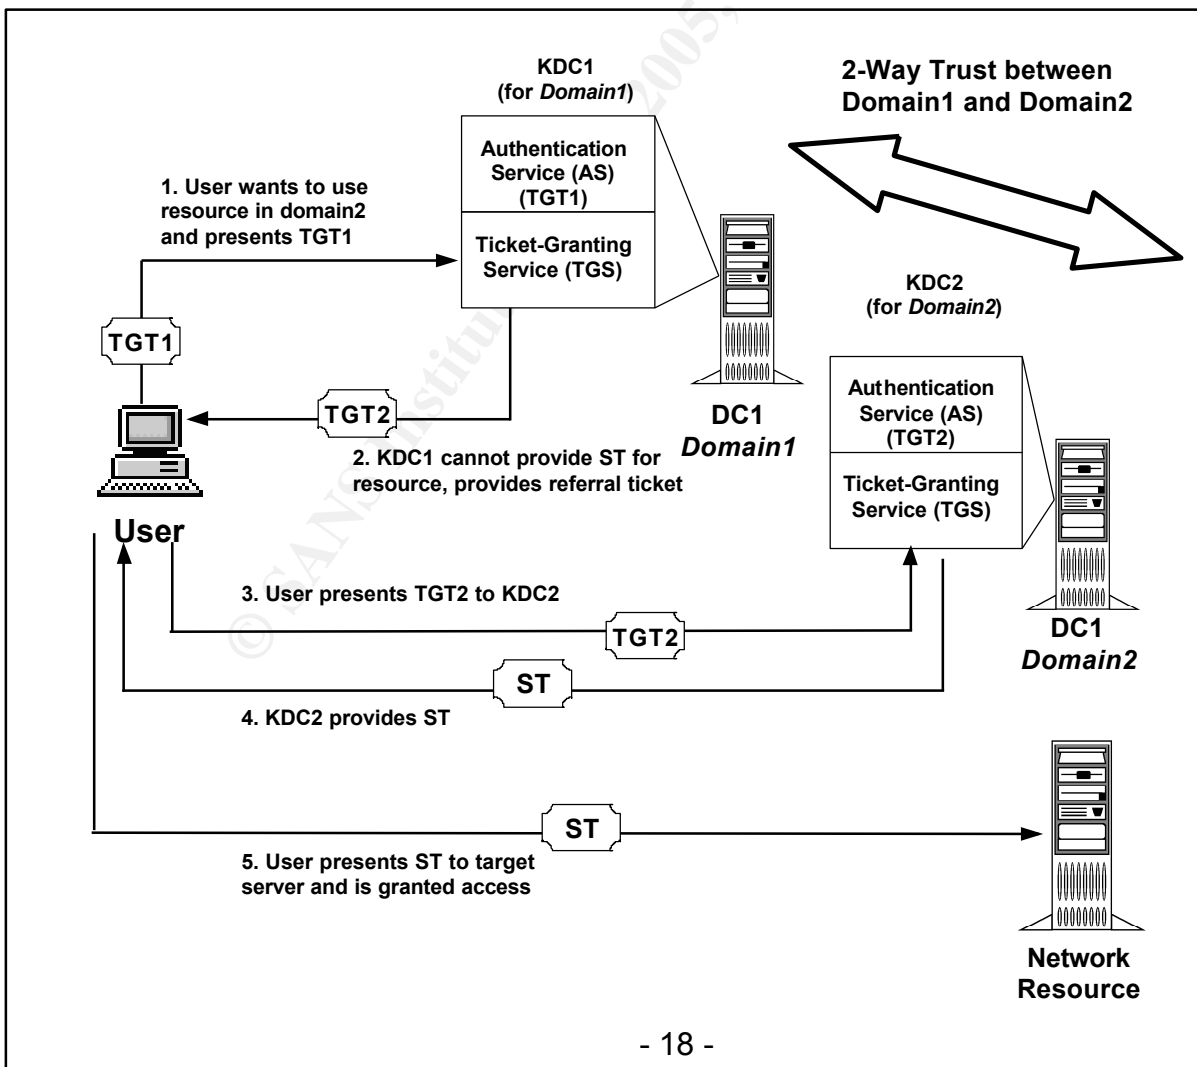 KDC1
(for Domain1)
2-Way Trust between
Domain1 and Domain2
Authentication
Service (AS)
(TGT1)
Ticket-Granting
Service (TGS)
1. User wants to use
resource in domain2
and presents TGT1
TGT1
TGT2
2. KDC1 cannot provide ST for
resource, provides referral ticket
User
DC1
Domain1
KDC2
(for Domain2)
Authentication
Service (AS)
(TGT2)
Ticket-Granting
Service (TGS)
DC1
Domain2
3. User presents TGT2 to KDC2
TGT2
ST
4. KDC2 provides ST
ST
5. User presents ST to target
server and is granted access
Network
Resource
© SANS Institu
2005,
- 18 -